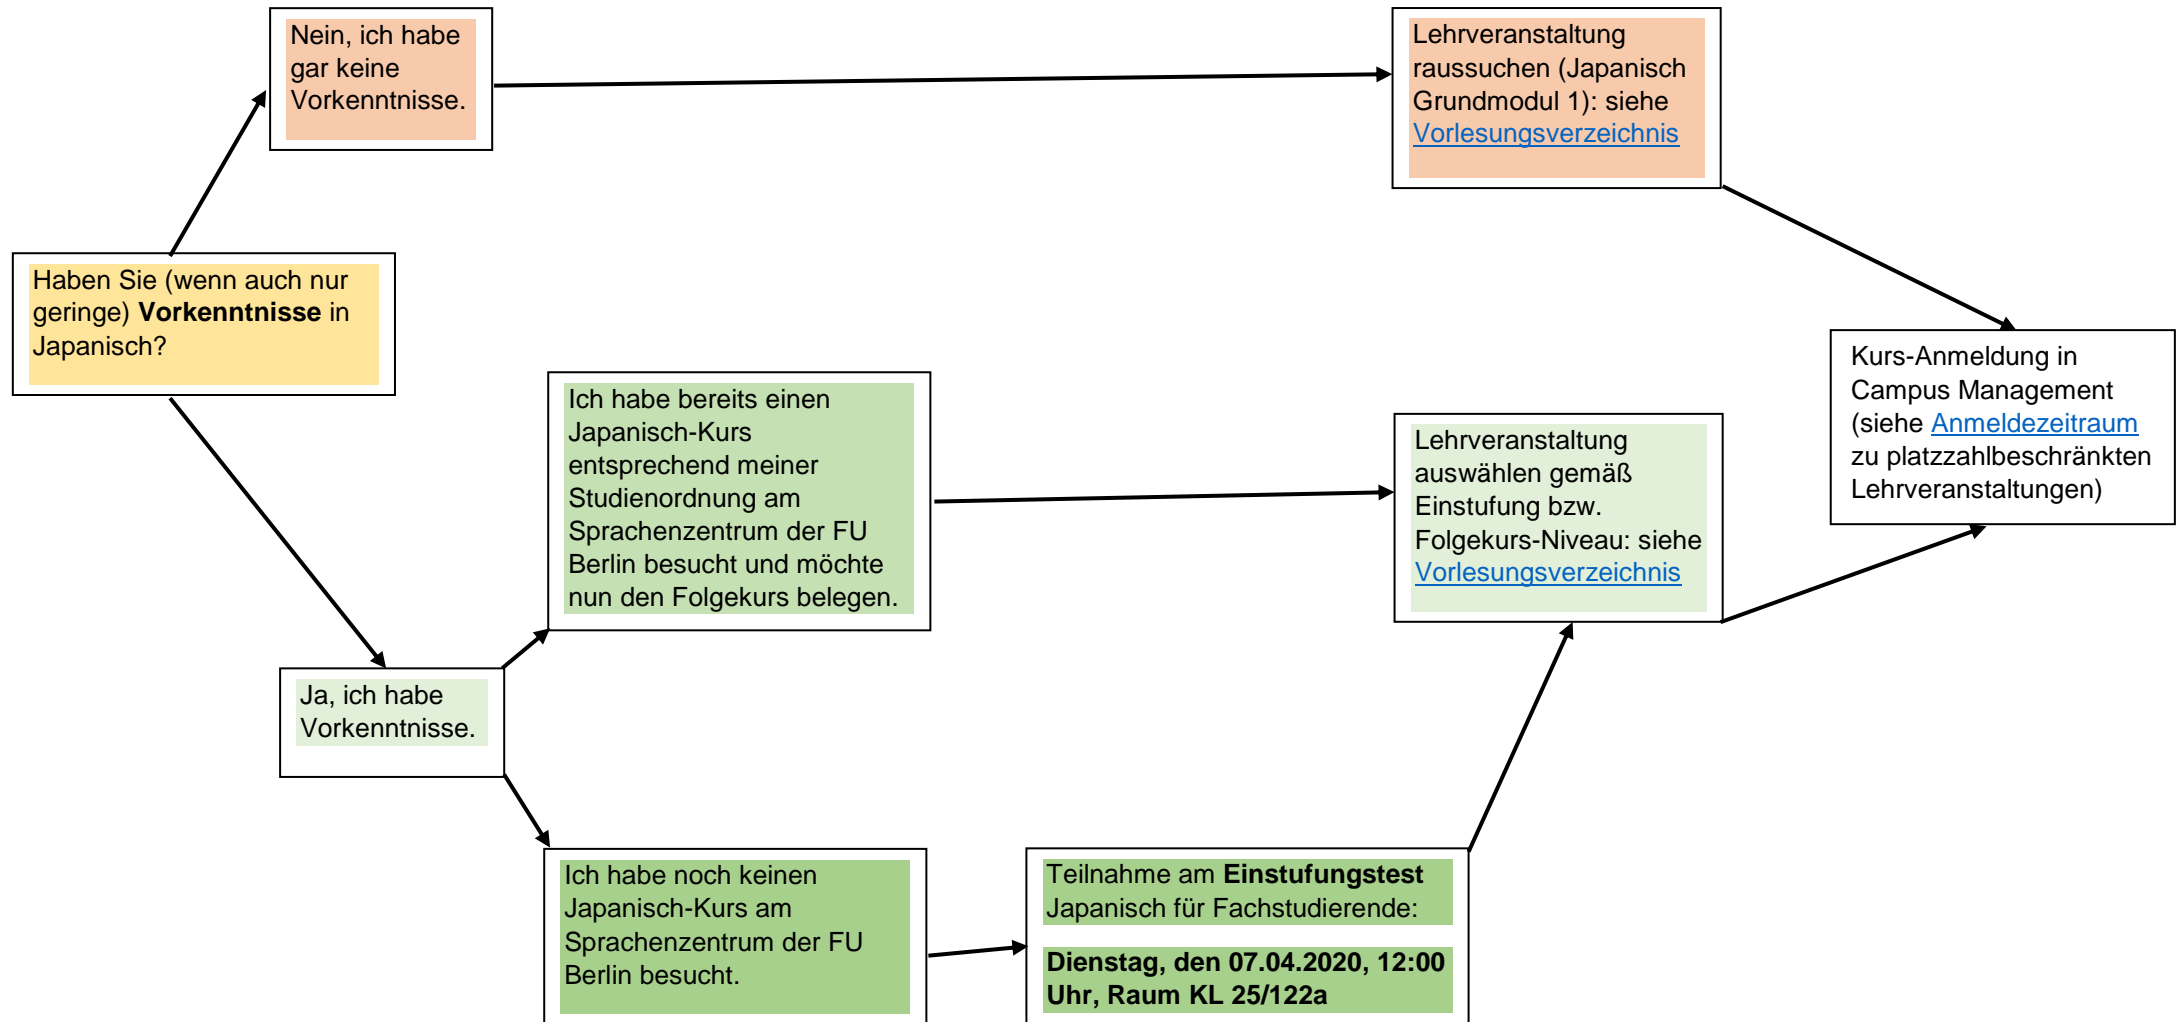 Nein, ich habe
gar keine
Vorkenntnisse.
Lehrveranstaltung
raussuchen (Japanisch
Grundmodul 1): siehe
Vorlesungsverzeichnis
Haben Sie (wenn auch nur
geringe) Vorkenntnisse in
Japanisch?
Kurs-Anmeldung in
Campus Management
(siehe Anmeldezeitraum
zu platzzahlbeschränkten
Lehrveranstaltungen)
Ich habe bereits einen
Japanisch-Kurs
entsprechend meiner
Studienordnung am
Sprachenzentrum der FU
Berlin besucht und möchte
nun den Folgekurs belegen.
Lehrveranstaltung
auswählen gemäß
Einstufung bzw.
Folgekurs-Niveau: siehe
Vorlesungsverzeichnis
Ja, ich habe
Vorkenntnisse.
Ich habe noch keinen
Japanisch-Kurs am
Sprachenzentrum der FU
Berlin besucht.
Teilnahme am Einstufungstest
Japanisch für Fachstudierende:
Dienstag, den 07.04.2020, 12:00
Uhr, Raum KL 25/122a